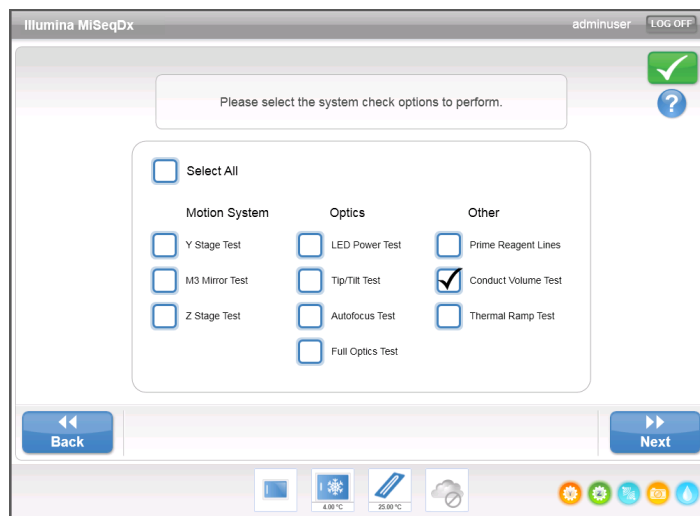 Illumina MiSeqDx
adminuser
LOG OFF
?
Please select the system check options to perform.
Select All
Motion System
Optics
Other
Y Stage Test
LED Power Test
Prime Reagent Lines
M3 Mirror Test
Tip/Tilt Test
Conduct Volume Test
Z Stage Test
Autofocus Test
Thermal Ramp Test
Full Optics Test
Back
Next
4.00 °C
25.00 °C